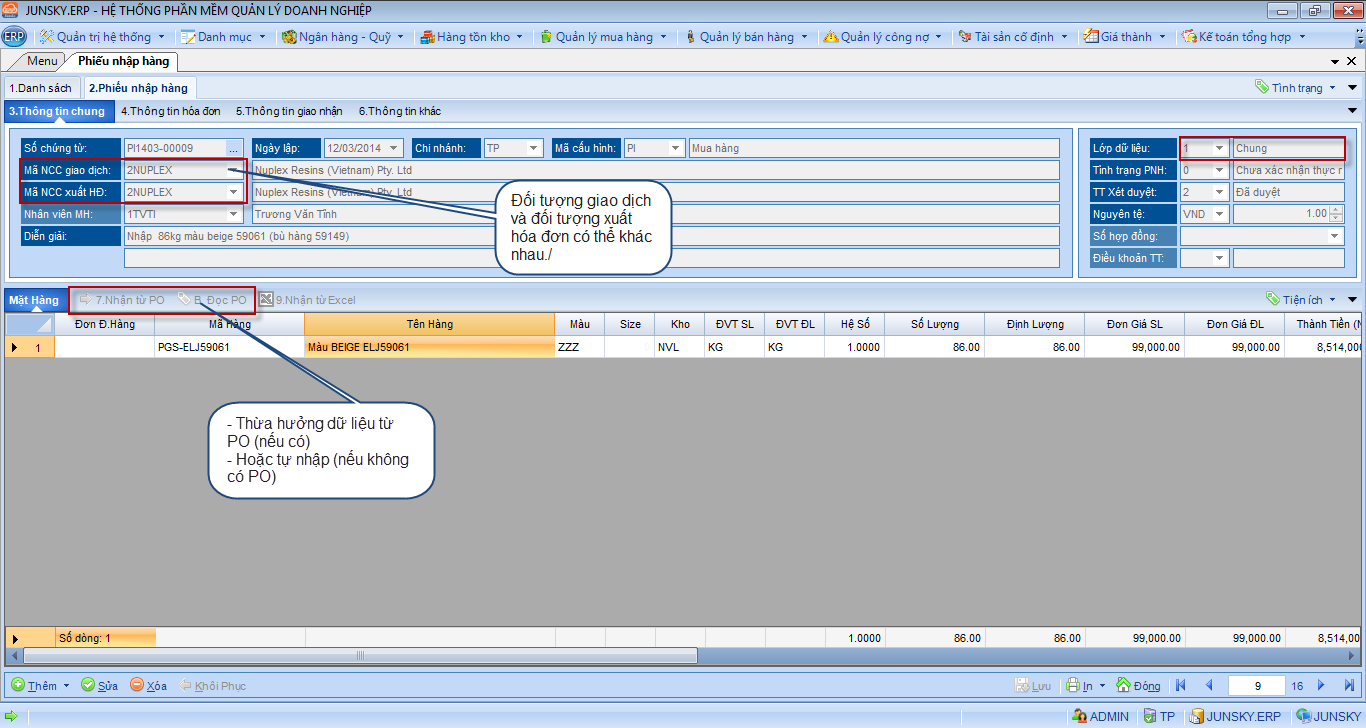 JUNSKY.ERP - HỆ THỐNG PHẦN MỀM QUẢN LÝ DOANH NGHIỆP
ERP Quản trị hệ thống Danh mục Ngân hàng - Quỹ Hàng tồn kho Quản lý mua hàng Quản lý bán hàng Quản lý công nợ Tài sản cố định Giá thành Kế toán tổng hợp
Menu Phiếu nhập hàng
1.Danh sách 2.Phiếu nhập hàng Tình trạng
3.Thông tin chung 4.Thông tin hóa đơn 5.Thông tin giao nhận 6.Thông tin khác
Số chứng từ: PI1403-00009 ... Ngày lập: 12/03/2014 Chi nhánh: TP Mã cấu hình: PI Mua hàng Lớp dữ liệu: 1 Chung
Mã NCC giao dịch: 2NUPLEX Nuplex Resins (Vietnam) Pty. Ltd Tình trạng PNH: 0 Chưa xác nhận thực r
Mã NCC xuất HĐ: 2NUPLEX Nuplex Resins (Vietnam) Pty. Ltd TT Xét duyệt: 2 Đã duyệt
Nhân viên MH: 1TVTI Trương Văn Tĩnh Nguyên tệ: VND 1.00
Diễn giải: Nhập 86kg màu beige 59061 (bù hàng 59149) Số hợp đồng:
Điều khoản TT:
Đối tượng giao dịch
và đối tượng xuất
hóa đơn có thể khác
nhau./
Mặt Hàng 7.Nhận từ PO 8. Đọc PO 9.Nhận từ Excel Tiện ích
Đơn Đ.Hàng Mã Hàng Tên Hàng Màu Size Kho ĐVT SL ĐVT ĐL Hệ Số Số Lượng Định Lượng Đơn Giá SL Đơn Giá ĐL Thành Tiền (N
1 PGS-ELJ59061 Màu BEIGE ELJ59061 ZZZ NVL KG KG 1.0000 86.00 86.00 99,000.00 99,000.00 8,514,00
- Thừa hưởng dữ liệu từ
PO (nếu có)
- Hoặc tự nhập (nếu không
có PO)
Số dòng: 1 1.0000 86.00 86.00 99,000.00 99,000.00 8,514,00
Thêm Sửa Xóa Khôi Phục Lưu In Đóng 9 16
ADMIN TP JUNSKY.ERP JUNSKY